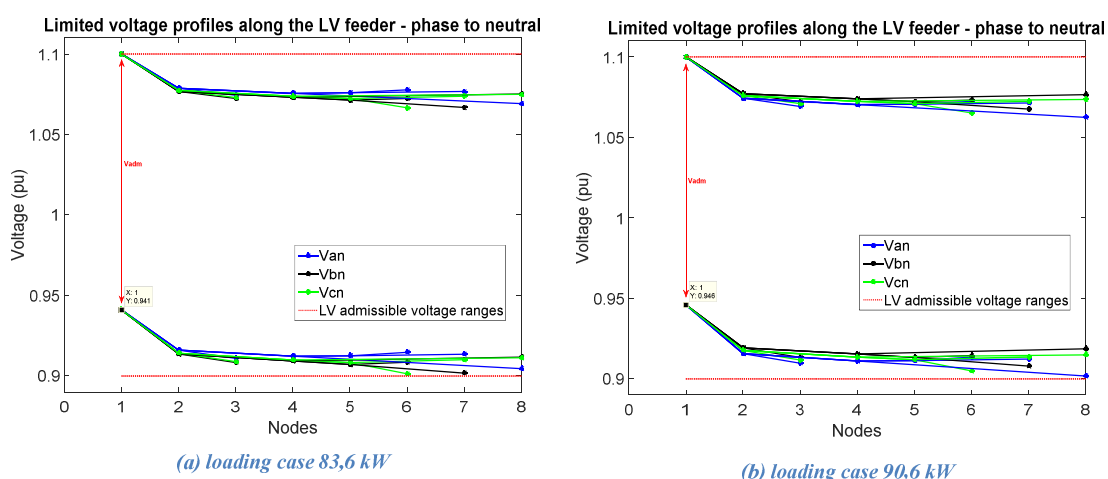 Limited voltage profiles along the LV feeder - phase to neutral
1.1
1.05
1
0.95
0.9
Voltage (pu)
Vadm
X: 1
Y: 0.941
Van
Vbn
Vcn
LV admissible voltage ranges
0 1 2 3 4 5 6 7 8
Nodes
(a) loading case 83,6 kW
Limited voltage profiles along the LV feeder - phase to neutral
1.1
1.05
1
0.95
0.9
Voltage (pu)
Vadm
X: 1
Y: 0.946
Van
Vbn
Vcn
LV admissible voltage ranges
0 1 2 3 4 5 6 7 8
Nodes
(b) loading case 90,6 kW